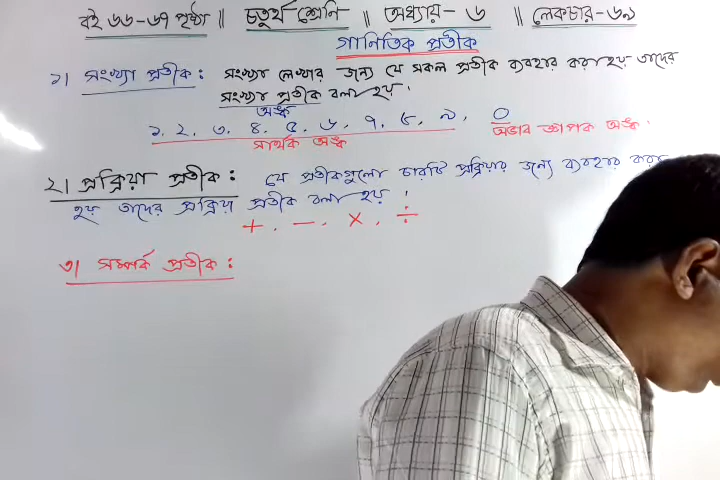 বই ৬৬-৬৭ পৃষ্ঠা || চতুর্থ শ্রেনি || অধ্যায়- ৬ || লেকচার-৬৯
গানিতিক প্রতীক
১) সংখ্যা প্রতীক: সংখ্যা লেখার জন্য যে সকল প্রতীক ব্যবহার করা হয় তাদের
সংখ্যা প্রতীক বলা হয়।
অঙ্ক
১. ২. ৩. ৪. ৫. ৬. ৭. ৮. ৯. ০
সার্থক অঙ্ক অভাব জ্ঞাপক অঙ্ক
২। প্রক্রিয়া প্রতীক: যে প্রতীকগুলো চারটি প্রক্রিয়ার জন্যে ব্যবহার করা
হয় তাদের প্রক্রিয়া প্রতীক বলা হয়।
+ . − . × . ÷
৩। সম্পর্ক প্রতীক: